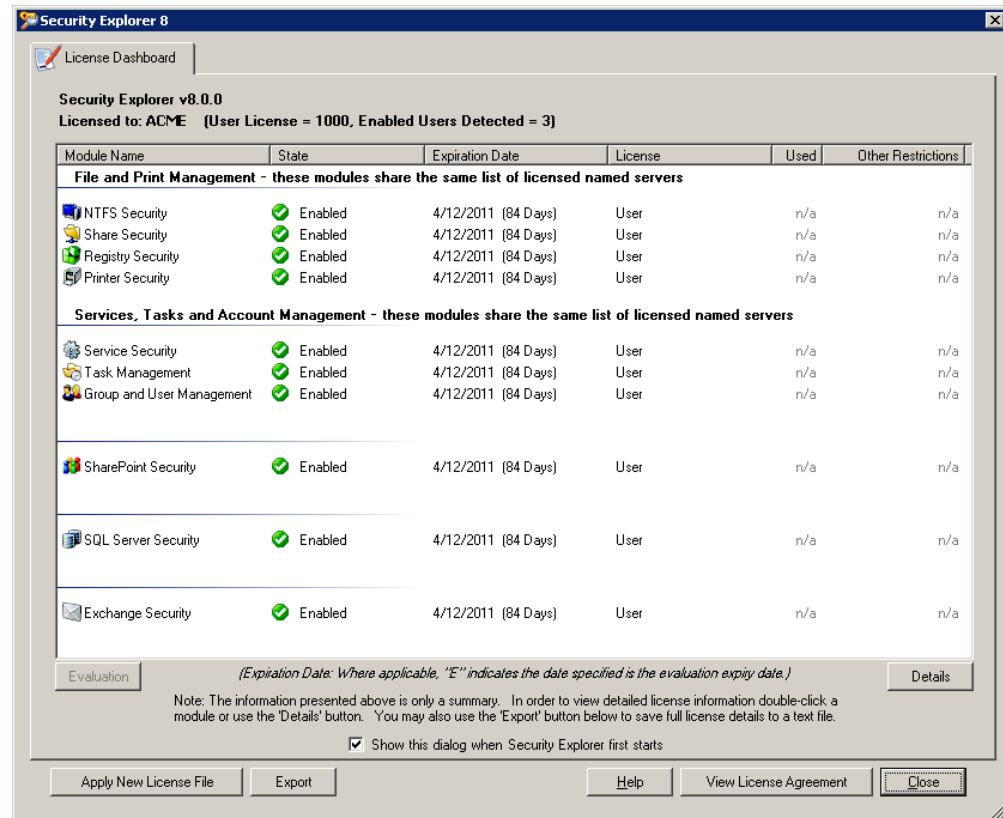 Security Explorer 8
License Dashboard
Security Explorer v8.0.0
Licensed to: ACME (User License = 1000, Enabled Users Detected = 3)
Module Name State Expiration Date License Used Other Restrictions
File and Print Management - these modules share the same list of licensed named servers
NTFS Security Enabled 4/12/2011 (84 Days) User n/a n/a
Share Security Enabled 4/12/2011 (84 Days) User n/a n/a
Registry Security Enabled 4/12/2011 (84 Days) User n/a n/a
Printer Security Enabled 4/12/2011 (84 Days) User n/a n/a
Services, Tasks and Account Management - these modules share the same list of licensed named servers
Service Security Enabled 4/12/2011 (84 Days) User n/a n/a
Task Management Enabled 4/12/2011 (84 Days) User n/a n/a
Group and User Management Enabled 4/12/2011 (84 Days) User n/a n/a
SharePoint Security Enabled 4/12/2011 (84 Days) User n/a n/a
SQL Server Security Enabled 4/12/2011 (84 Days) User n/a n/a
Exchange Security Enabled 4/12/2011 (84 Days) User n/a n/a
Evaluation (Expiration Date: Where applicable, "E" indicates the date specified is the evaluation expiry date.) Details
Note: The information presented above is only a summary. In order to view detailed license information double-click a
module or use the 'Details' button. You may also use the 'Export' button below to save full license details to a text file.
Show this dialog when Security Explorer first starts
Apply New License File Export Help View License Agreement Close